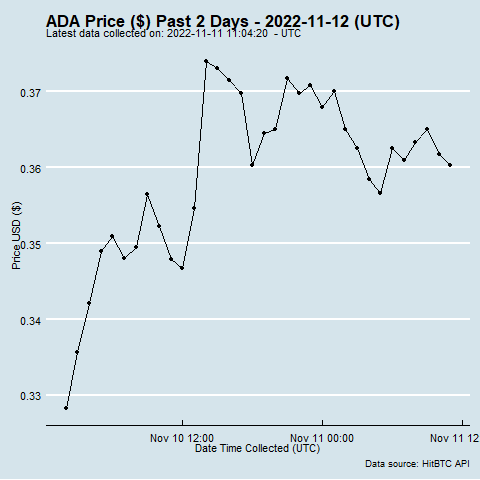 ADA Price ($) Past 2 Days - 2022-11-12 (UTC)
Latest data collected on: 2022-11-11 11:04:20  - UTC
0.37
0.36
0.35
0.34
0.33
Price USD ($)
Nov 10 12:00
Nov 11 00:00
Nov 11 12
Date Time Collected (UTC)
Data source: HitBTC API